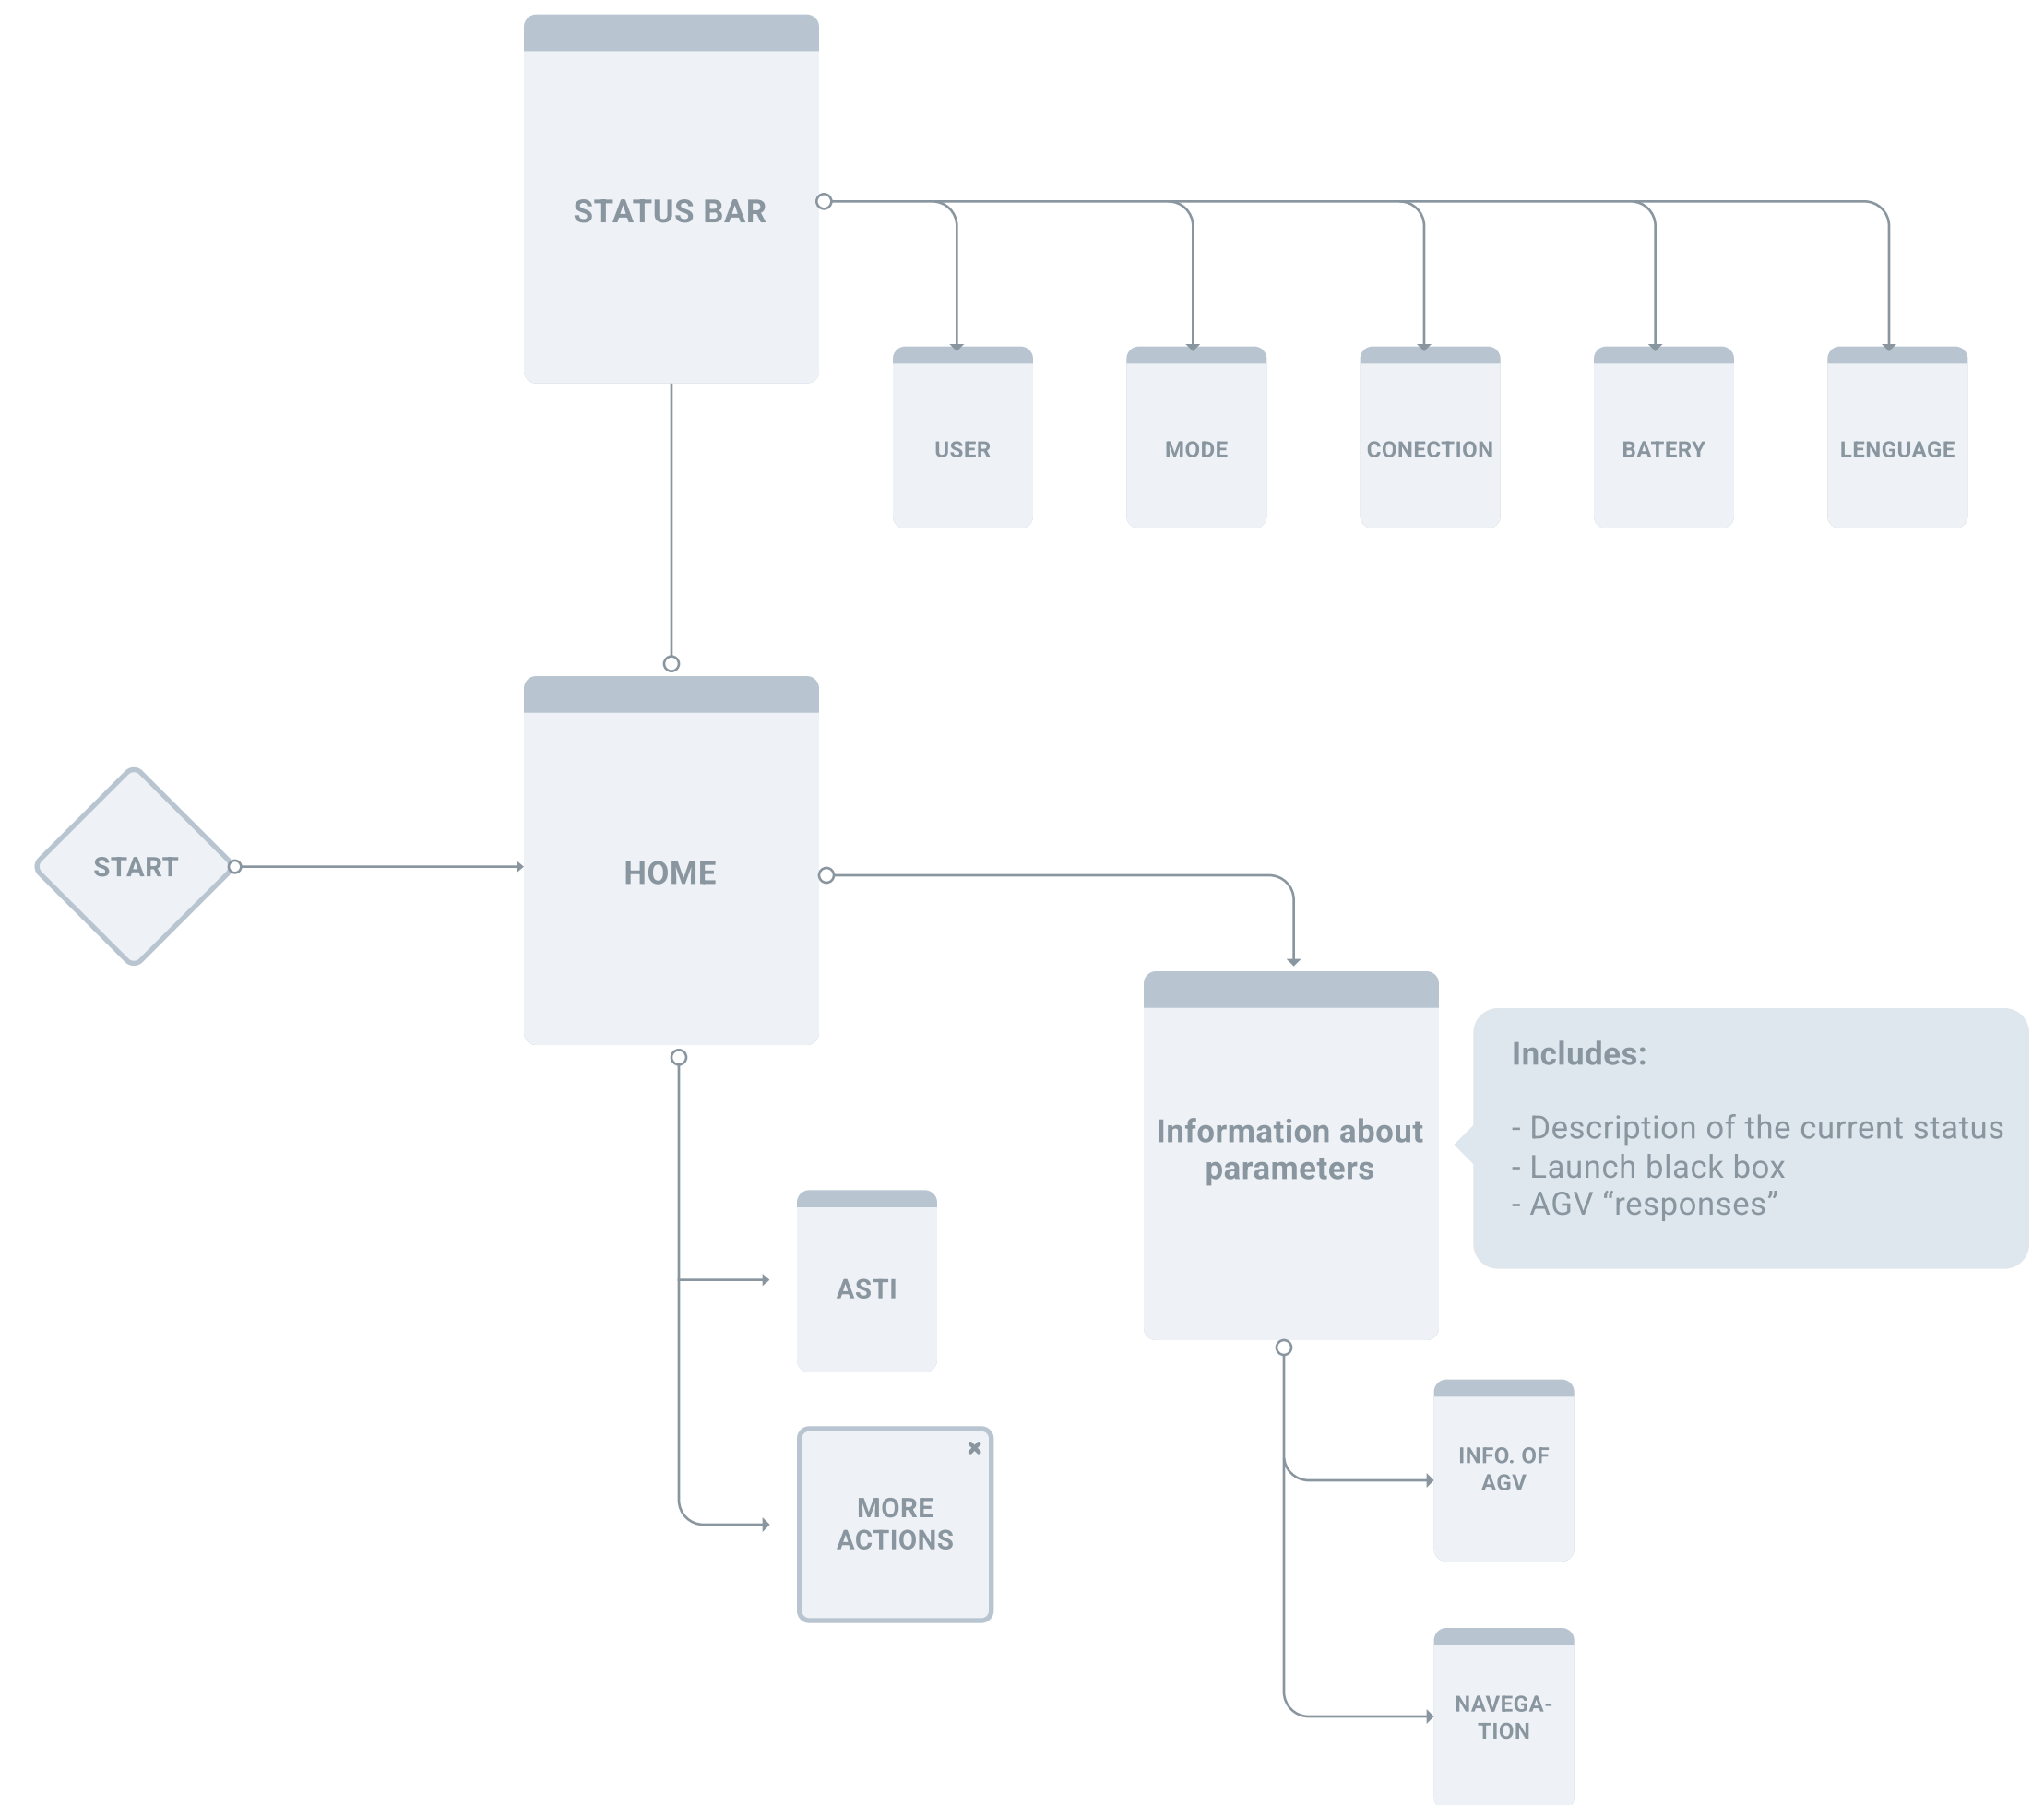 STATUS BAR
USER
MODE
CONECTION
BATERY
LENGUAGE
START
HOME
Information about
parameters
Includes:
- Description of the current status
- Launch black box
- AGV “responses”
ASTI
MORE
ACTIONS
INFO. OF
AGV
NAVEGA-
TION